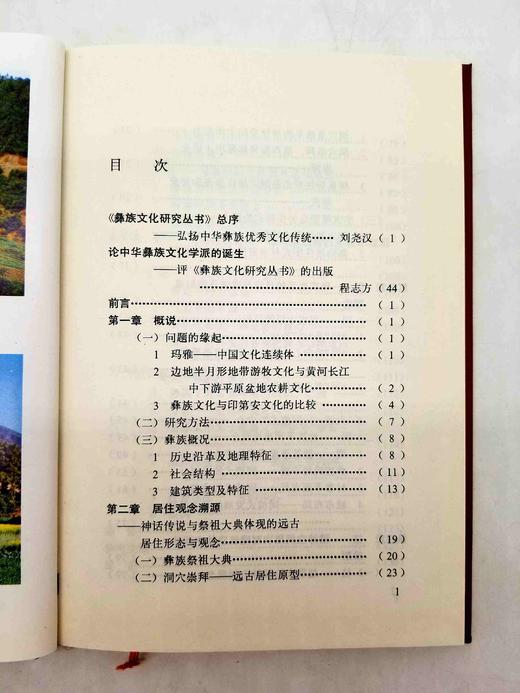 目 次
《彝族文化研究丛书》总序
——弘扬中华彝族优秀文化传统…… 刘尧汉 ( 1 )
论中华彝族文化学派的诞生
——评《彝族文化研究丛书》的出版
………………………… 程志方 (44)
前言…………………………………………… ( 1 )
第一章 概说………………………………… ( 1 )
(一)问题的缘起………………………… ( 1 )
1 玛雅——中国文化连续体………… ( 1 )
2 边地半月形地带游牧文化与黄河长江
中下游平原盆地农耕文化………… ( 2 )
3 彝族文化与印第安文化的比较…… ( 4 )
(二)研究方法…………………………… ( 7 )
(三)彝族概况…………………………… ( 8 )
1 历史沿革及地理特征……………… ( 8 )
2 社会结构…………………………… (11)
3 建筑类型及特征…………………… (13)
第二章 居住观念溯源
——神话传说与祭祖大典体现的远古
居住形态与观念……………………… (19)
(一)彝族祭祖大典……………………… (20)
(二)洞穴崇拜——远古居住原型……… (23)
1